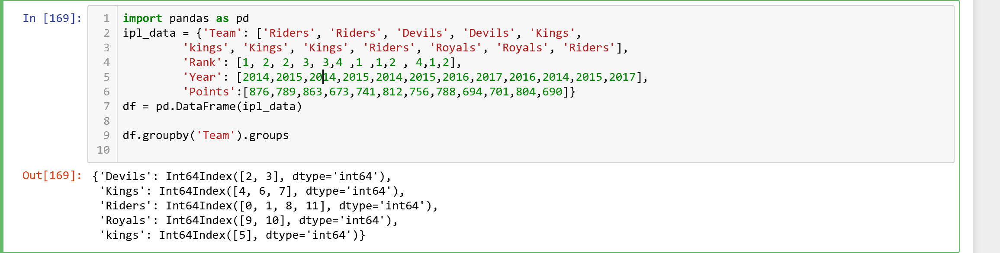 In [169]:
1 import pandas as pd
2 ipl_data = {'Team': ['Riders', 'Riders', 'Devils', 'Devils', 'Kings',
3          'kings', 'Kings', 'Kings', 'Riders', 'Royals', 'Royals', 'Riders'],
4          'Rank': [1, 2, 2, 3, 3,4 ,1 ,1,2 , 4,1,2],
5          'Year': [2014,2015,2014,2015,2014,2015,2016,2017,2016,2014,2015,2017],
6          'Points':[876,789,863,673,741,812,756,788,694,701,804,690]}
7 df = pd.DataFrame(ipl_data)
8
9 df.groupby('Team').groups
10
Out[169]: {'Devils': Int64Index([2, 3], dtype='int64'),
 'Kings': Int64Index([4, 6, 7], dtype='int64'),
 'Riders': Int64Index([0, 1, 8, 11], dtype='int64'),
 'Royals': Int64Index([9, 10], dtype='int64'),
 'kings': Int64Index([5], dtype='int64')}